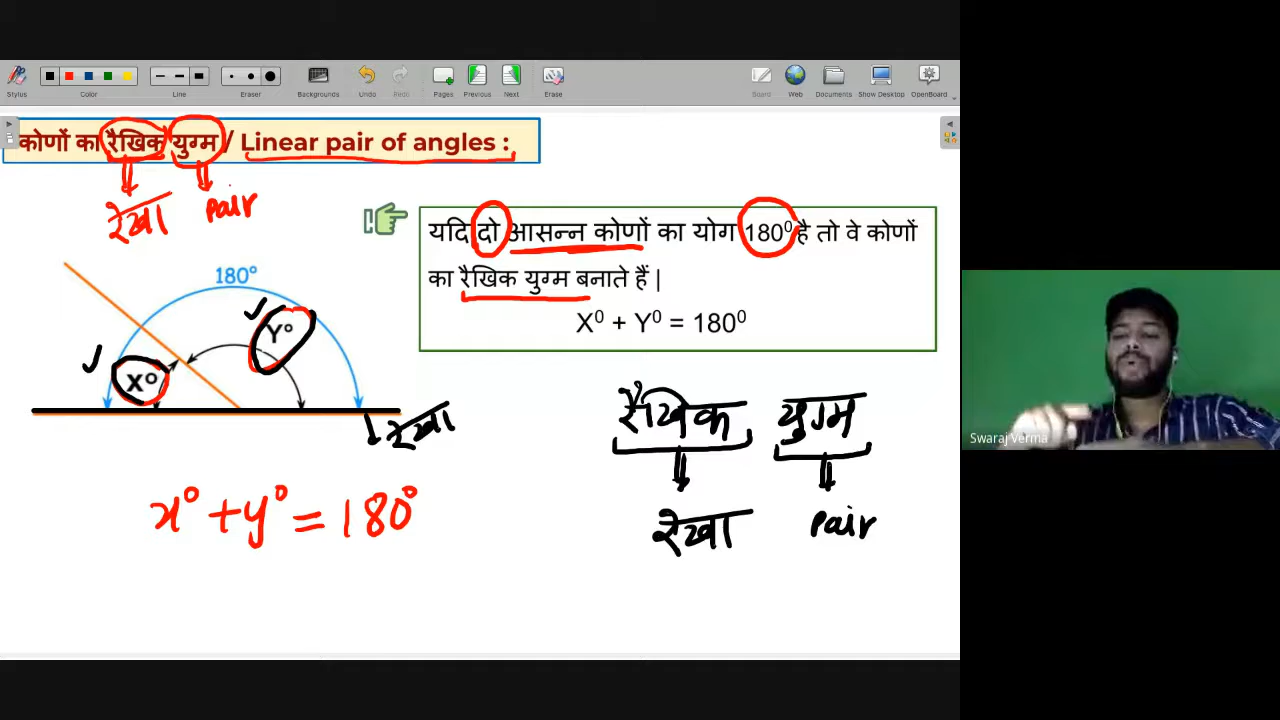 Stylus Color Line Eraser Backgrounds Undo Redo Pages Previous Next Erase Board Web Documents Show Desktop OpenBoard
कोणों का रैखिक युग्म / Linear pair of angles :
रेखा pair
यदि दो आसन्न कोणों का योग 180⁰ है तो वे कोणों
का रैखिक युग्म बनाते हैं |
X⁰ + Y⁰ = 180⁰
180°
Y°
X°
रेखा
रैखिक युग्म
रेखा pair
x° + y° = 180°
Swaraj Verma